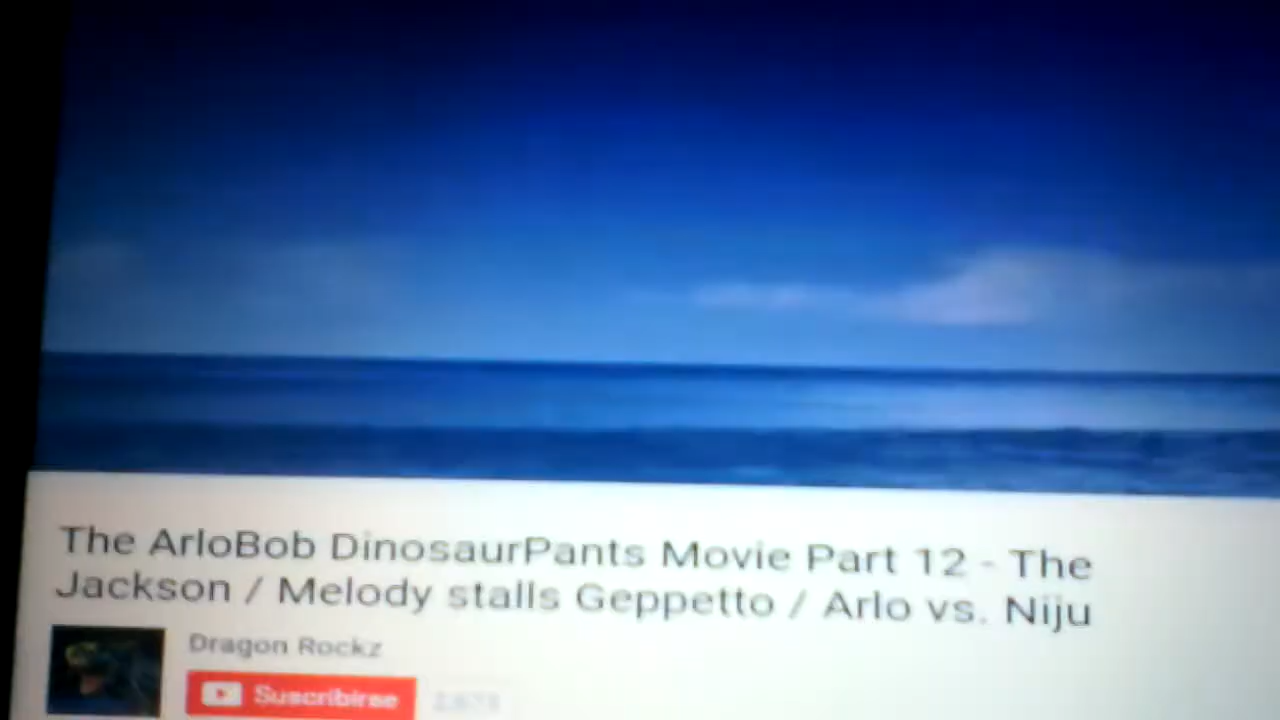 The ArloBob DinosaurPants Movie Part 12 - The
Jackson / Melody stalls Geppetto / Arlo vs. Niju
Dragon Rockz
Suscribirse